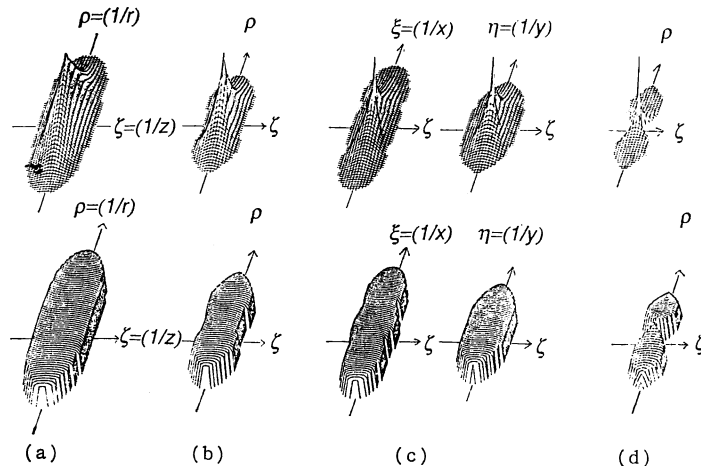 ρ=(1/r) ρ ξ=(1/x) η=(1/y) ρ
ζ=(1/z) ζ ζ ζ ζ
ρ=(1/r) ρ ξ=(1/x) η=(1/y) ρ
ζ=(1/z) ζ ζ ζ ζ
(a) (b) (c) (d)